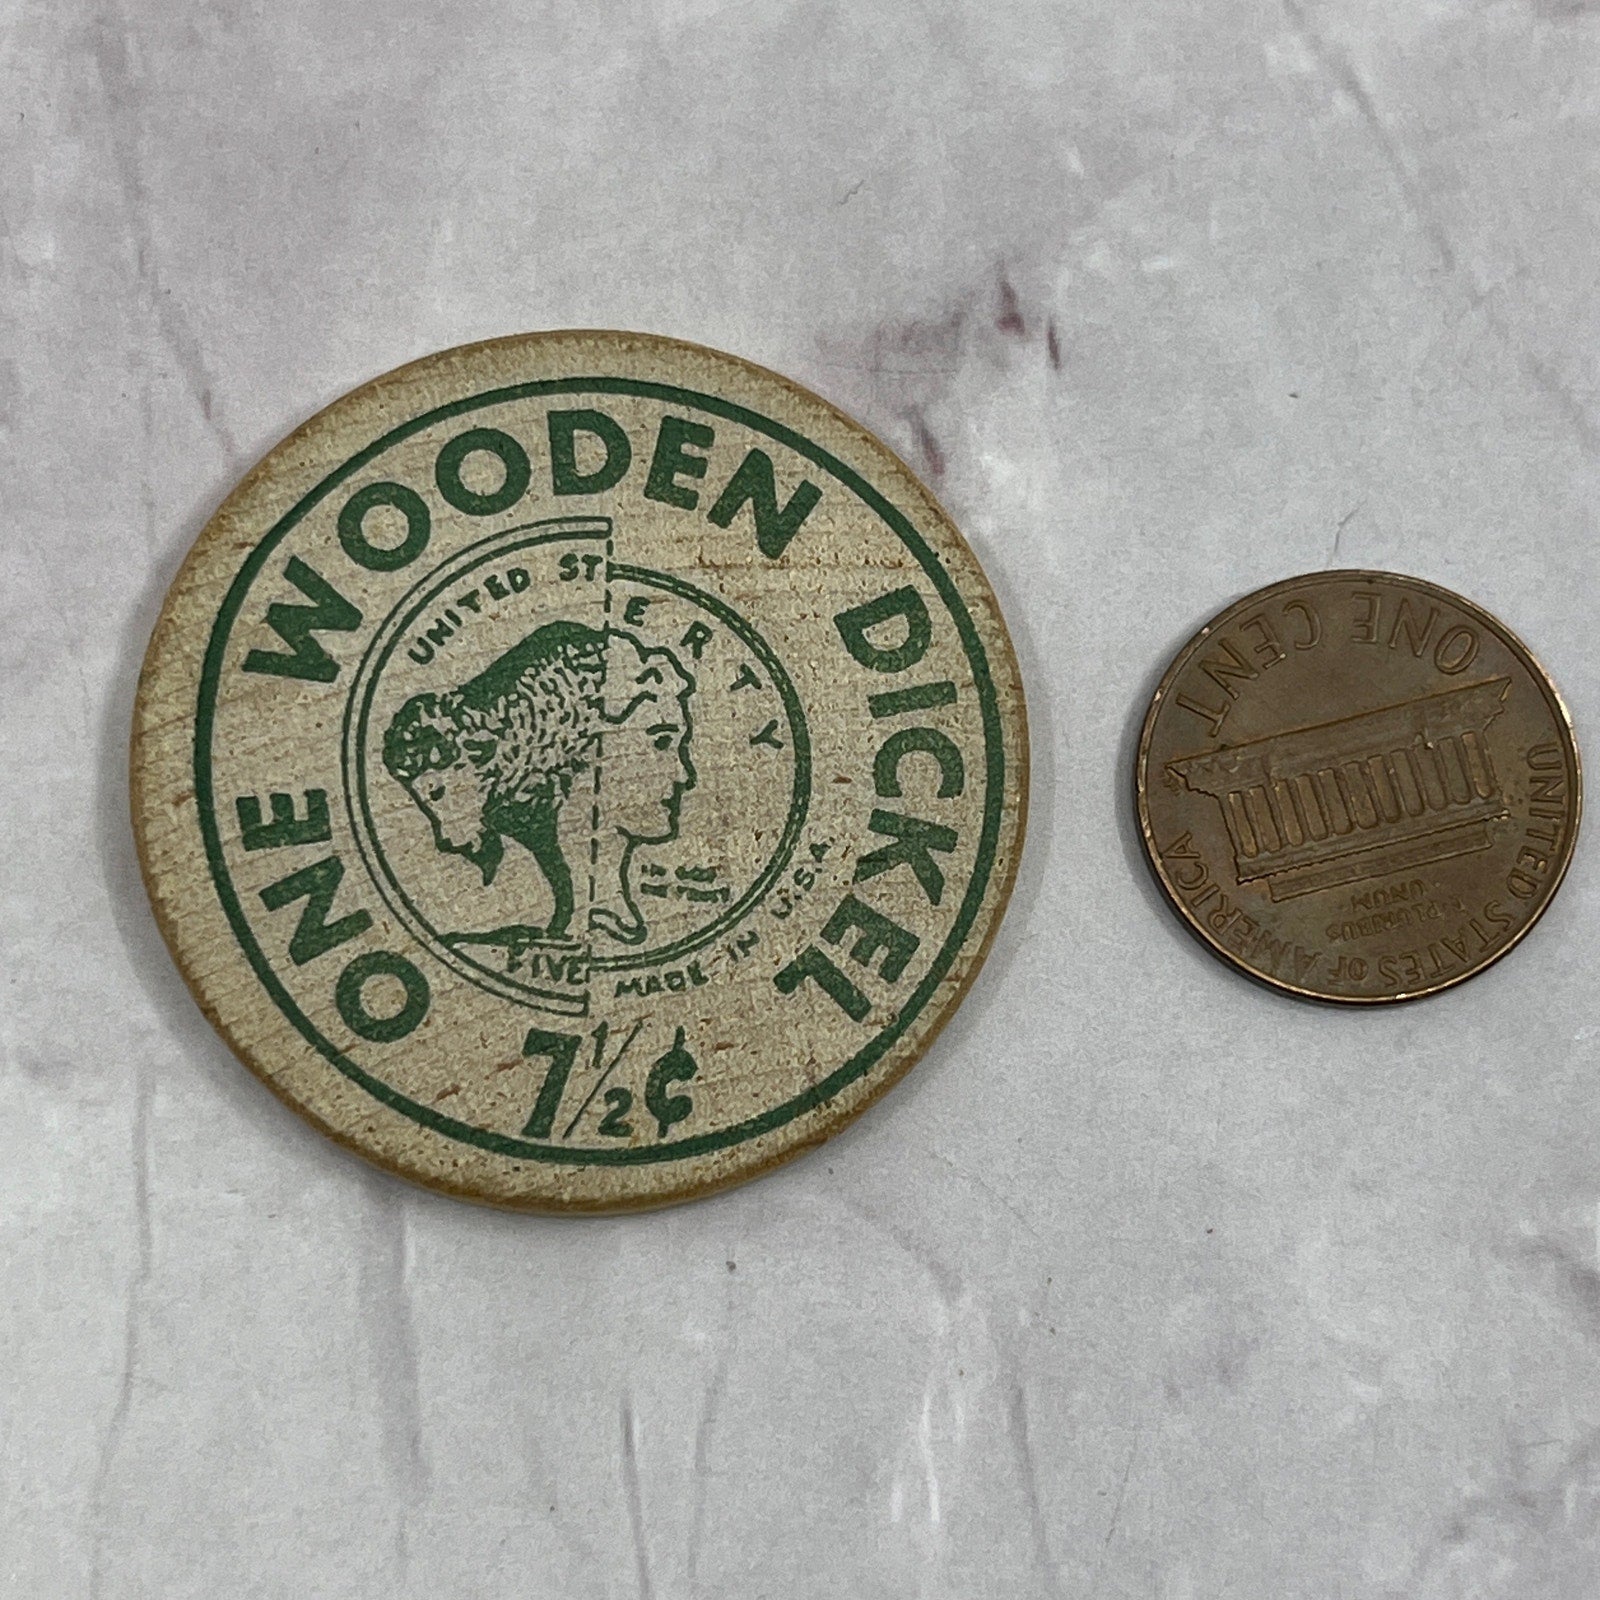 ONE WOODEN DICKEL
UNITED ST
ERTY
FIVE
MADE IN U.S.A.
7 1/2 ¢
ONE CENT
UNITED STATES OF AMERICA
E PLURIBUS
UNUM